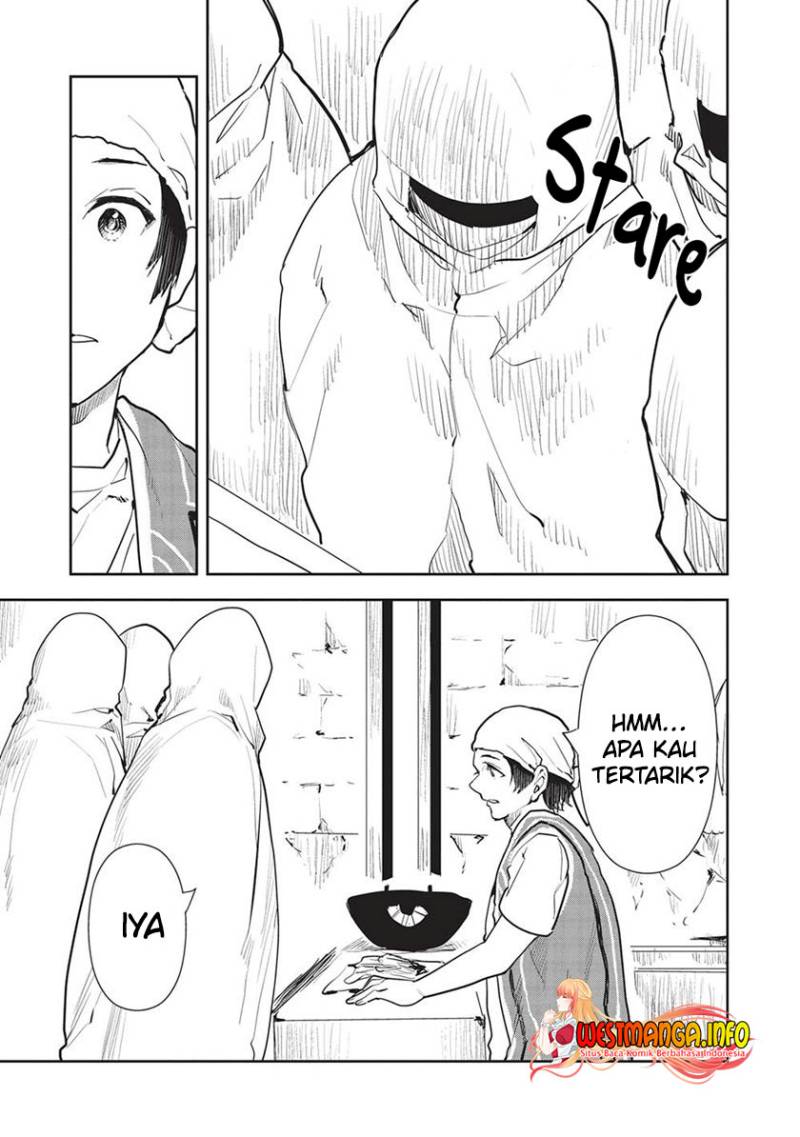 Stare
HMM...
APA KAU
TERTARIK?
IYA
WESTMANGA.INFO
Situs Baca Komik Berbahasa Indonesia